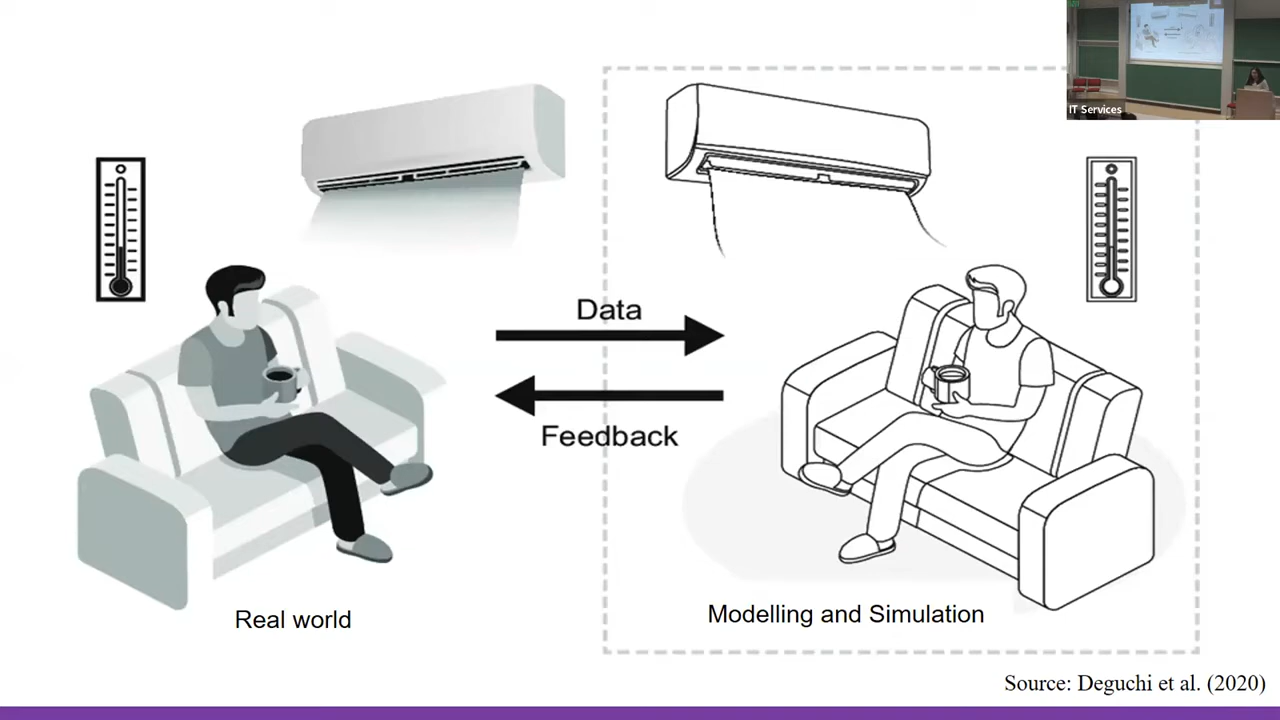 IT Services
Data
Feedback
Real world
Modelling and Simulation
Source: Deguchi et al. (2020)